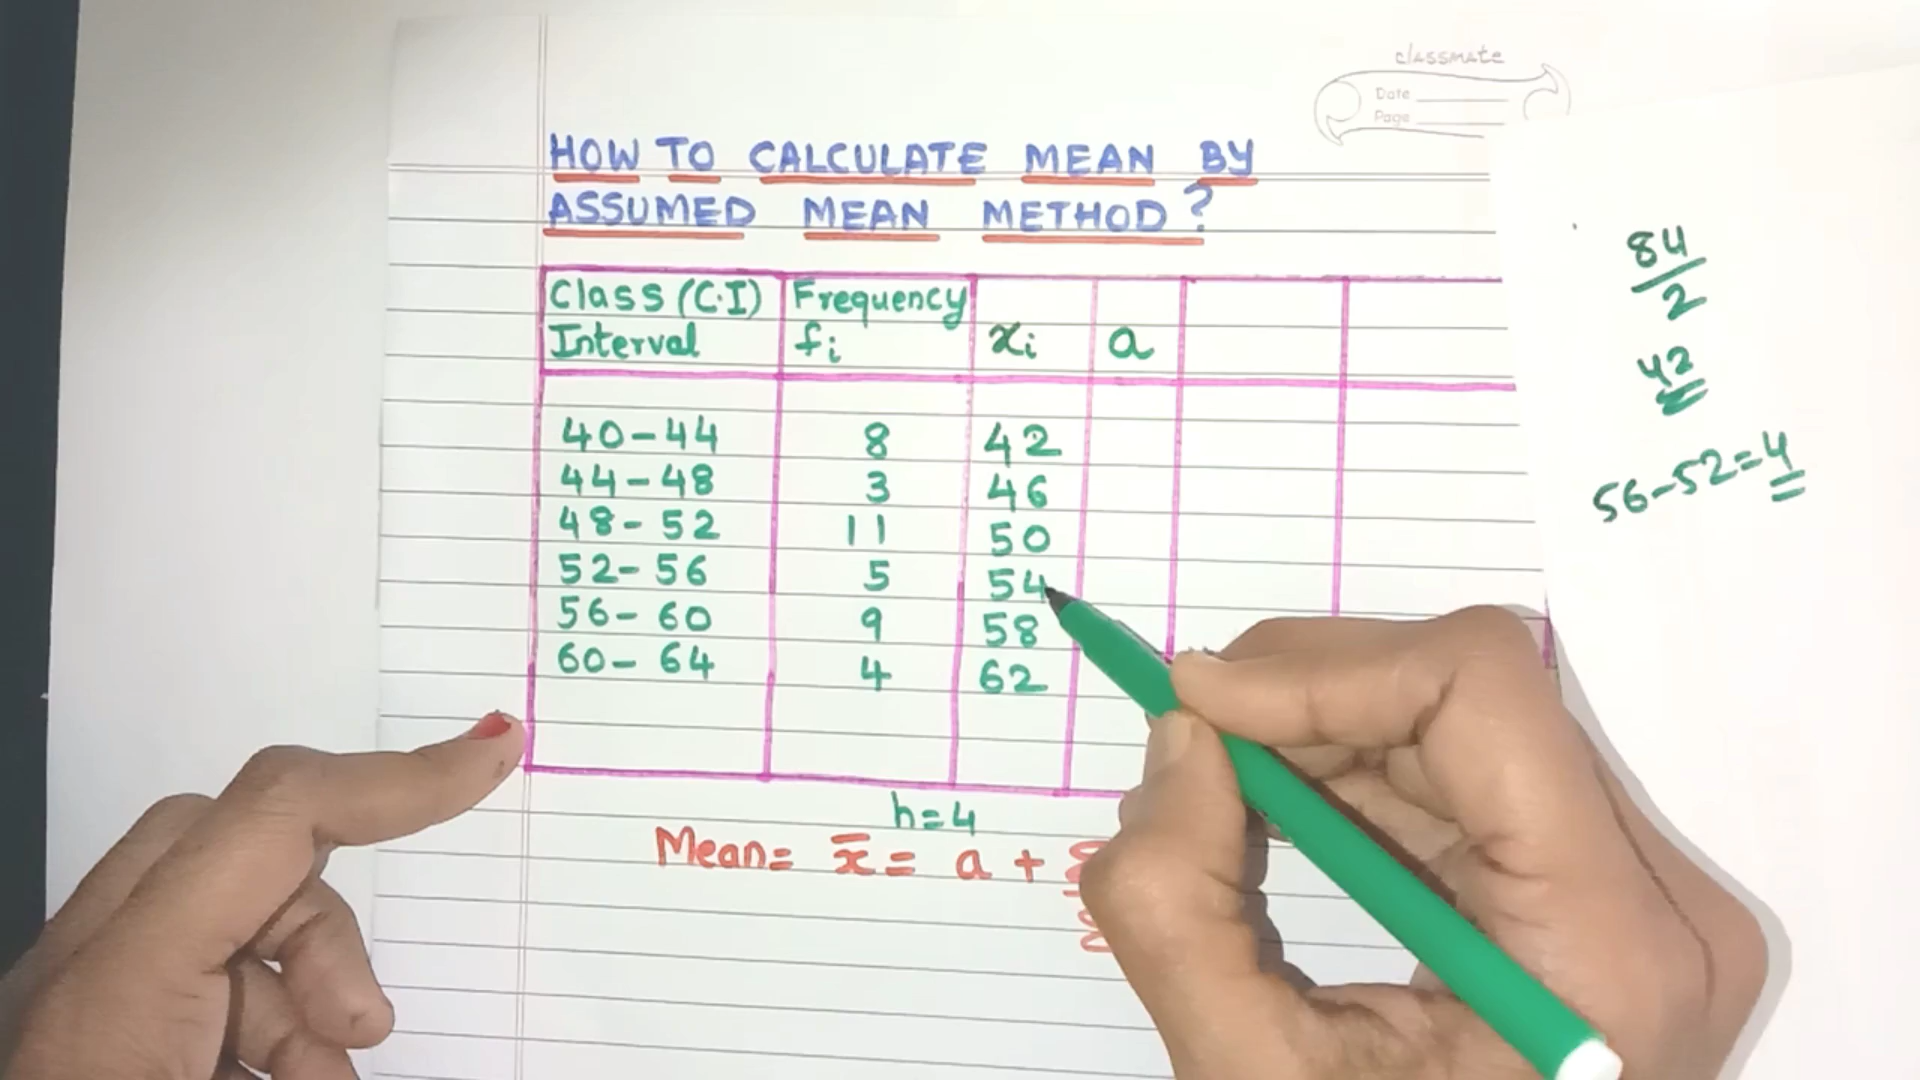 classmate
Date
Page
HOW TO CALCULATE MEAN BY
ASSUMED MEAN METHOD?
Class (C.I) Frequency
Interval fi xi a
40-44 8 42
44-48 3 46
48-52 11 50
52-56 5 54
56-60 9 58
60-64 4 62
h=4
Mean= x̅ = a +
84
2
42
56-52=4